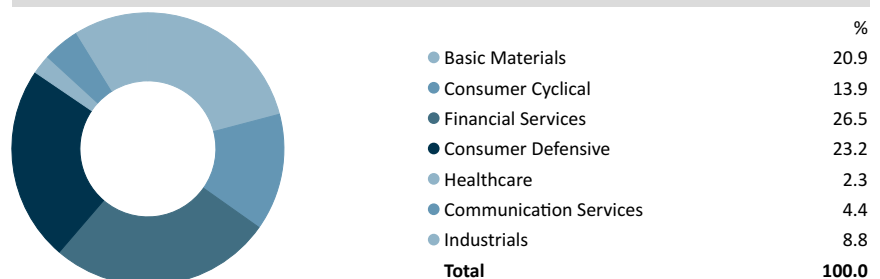 %
Basic Materials 20.9
Consumer Cyclical 13.9
Financial Services 26.5
Consumer Defensive 23.2
Healthcare 2.3
Communication Services 4.4
Industrials 8.8
Total 100.0